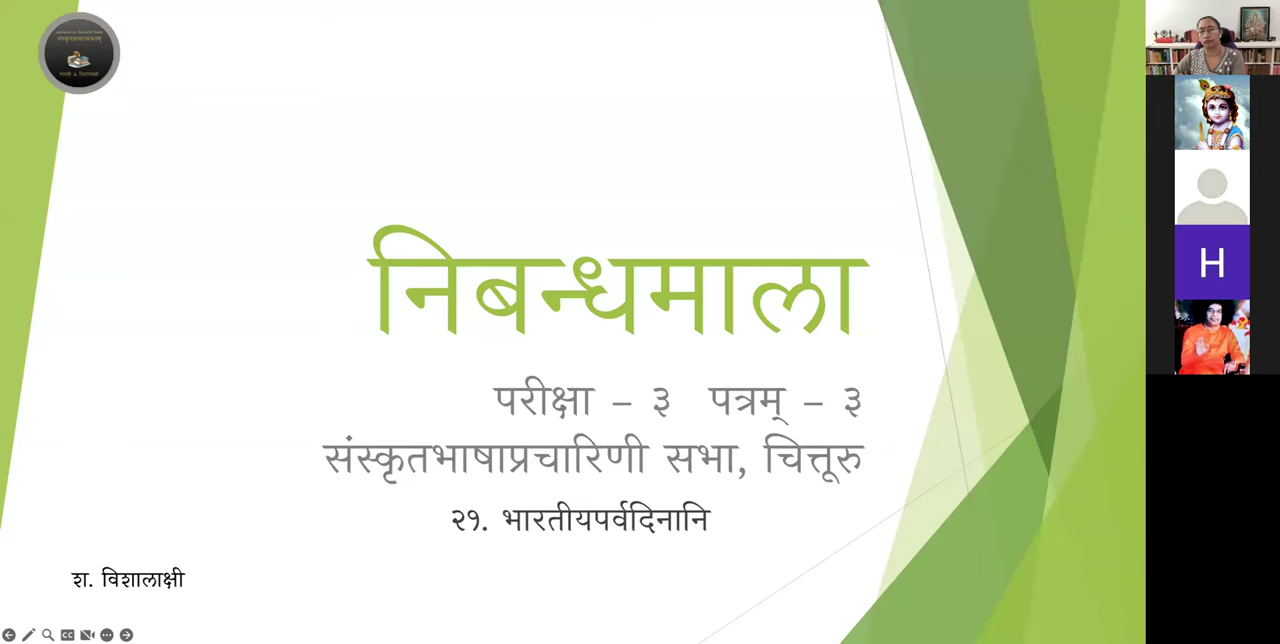 निबन्धमाला
परीक्षा – ३ पत्रम् – ३
संस्कृतभाषाप्रचारिणी सभा, चित्तूरु
२१. भारतीयपर्वदिनानि
श. विशालाक्षी
H